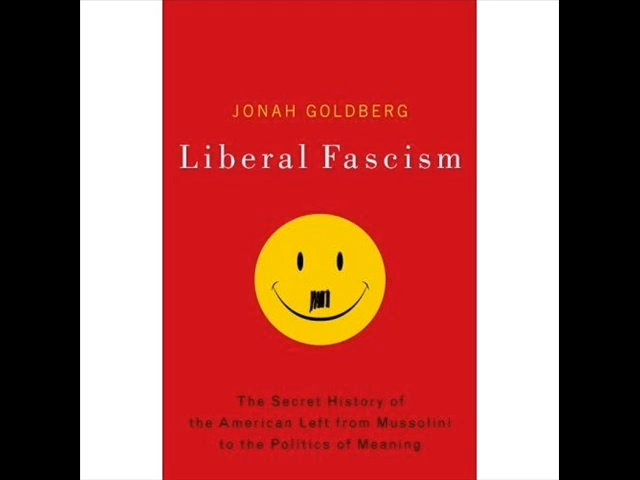 JONAH GOLDBERG
Liberal Fascism
The Secret History of
the American Left from Mussolini
to the Politics of Meaning